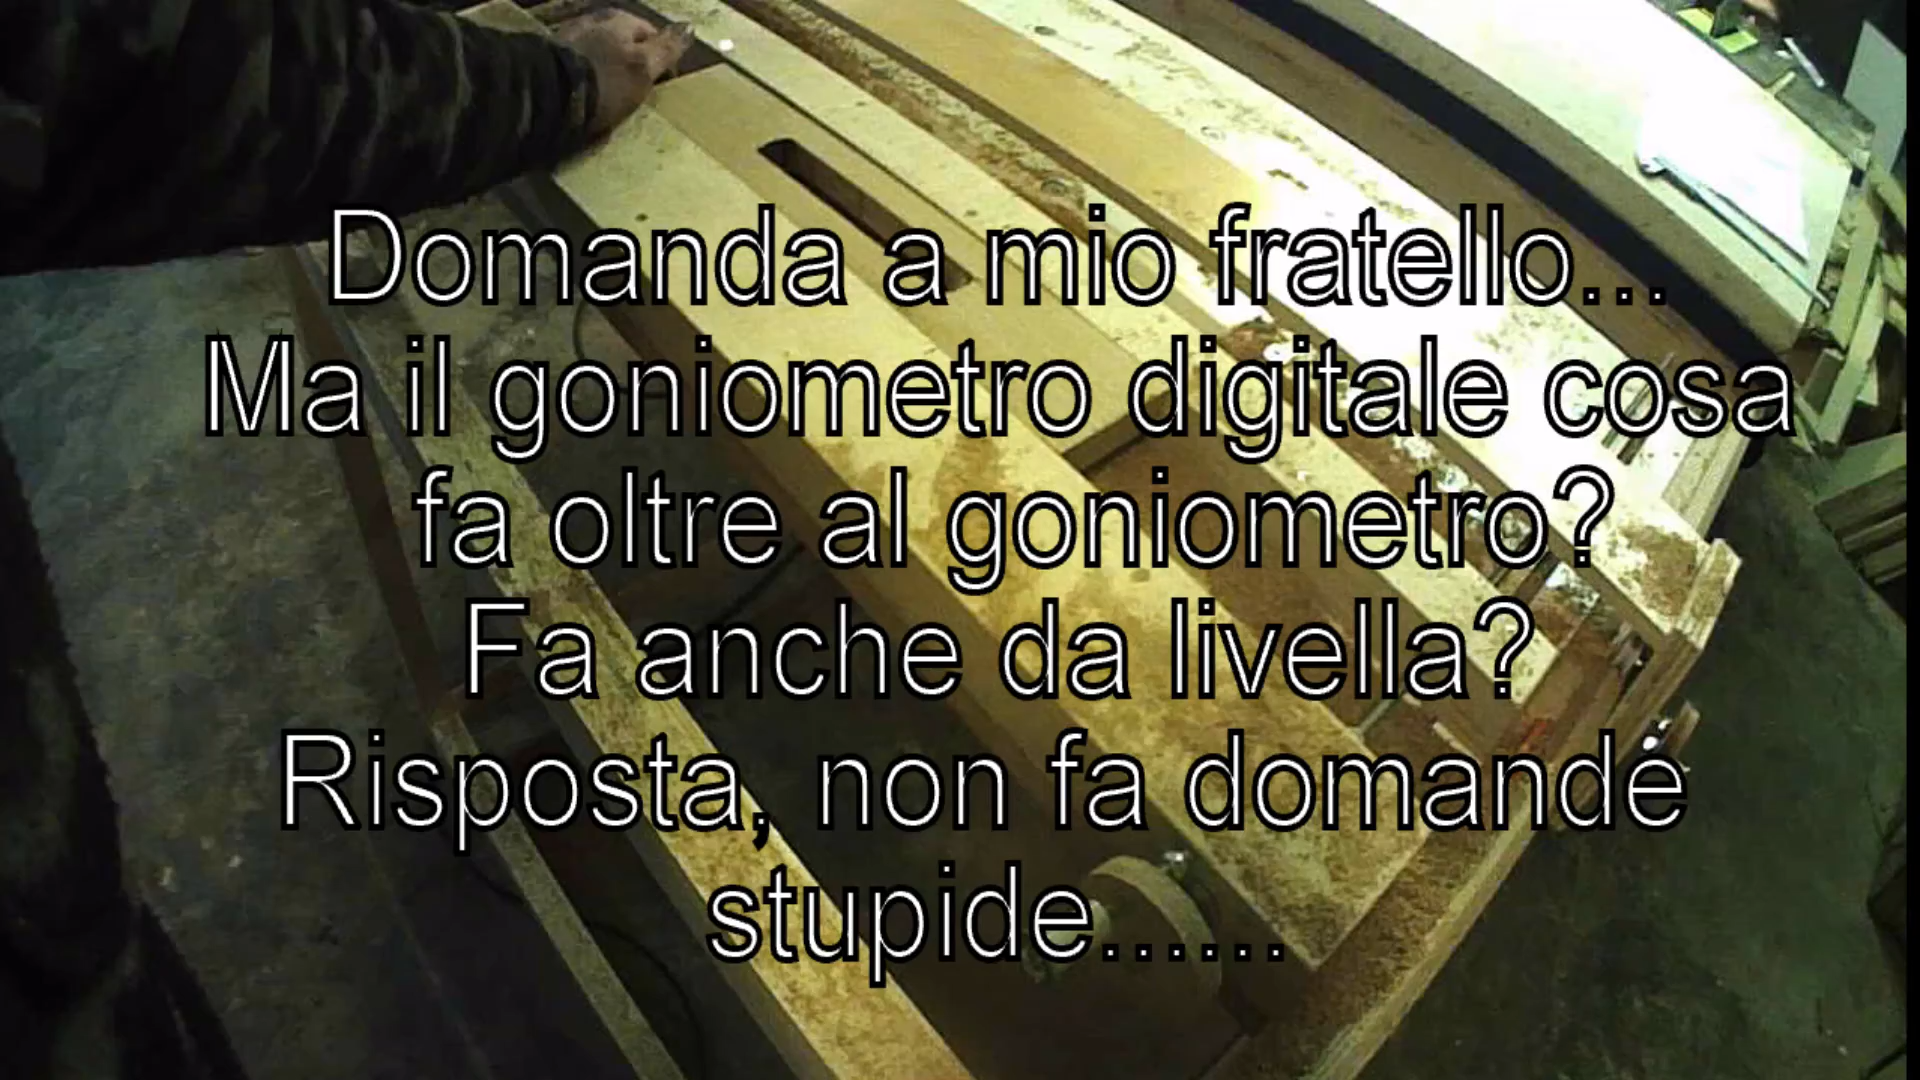 Domanda a mio fratello...
Ma il goniometro digitale cosa
fa oltre al goniometro?
Fa anche da livella?
Risposta, non fa domande
stupide......